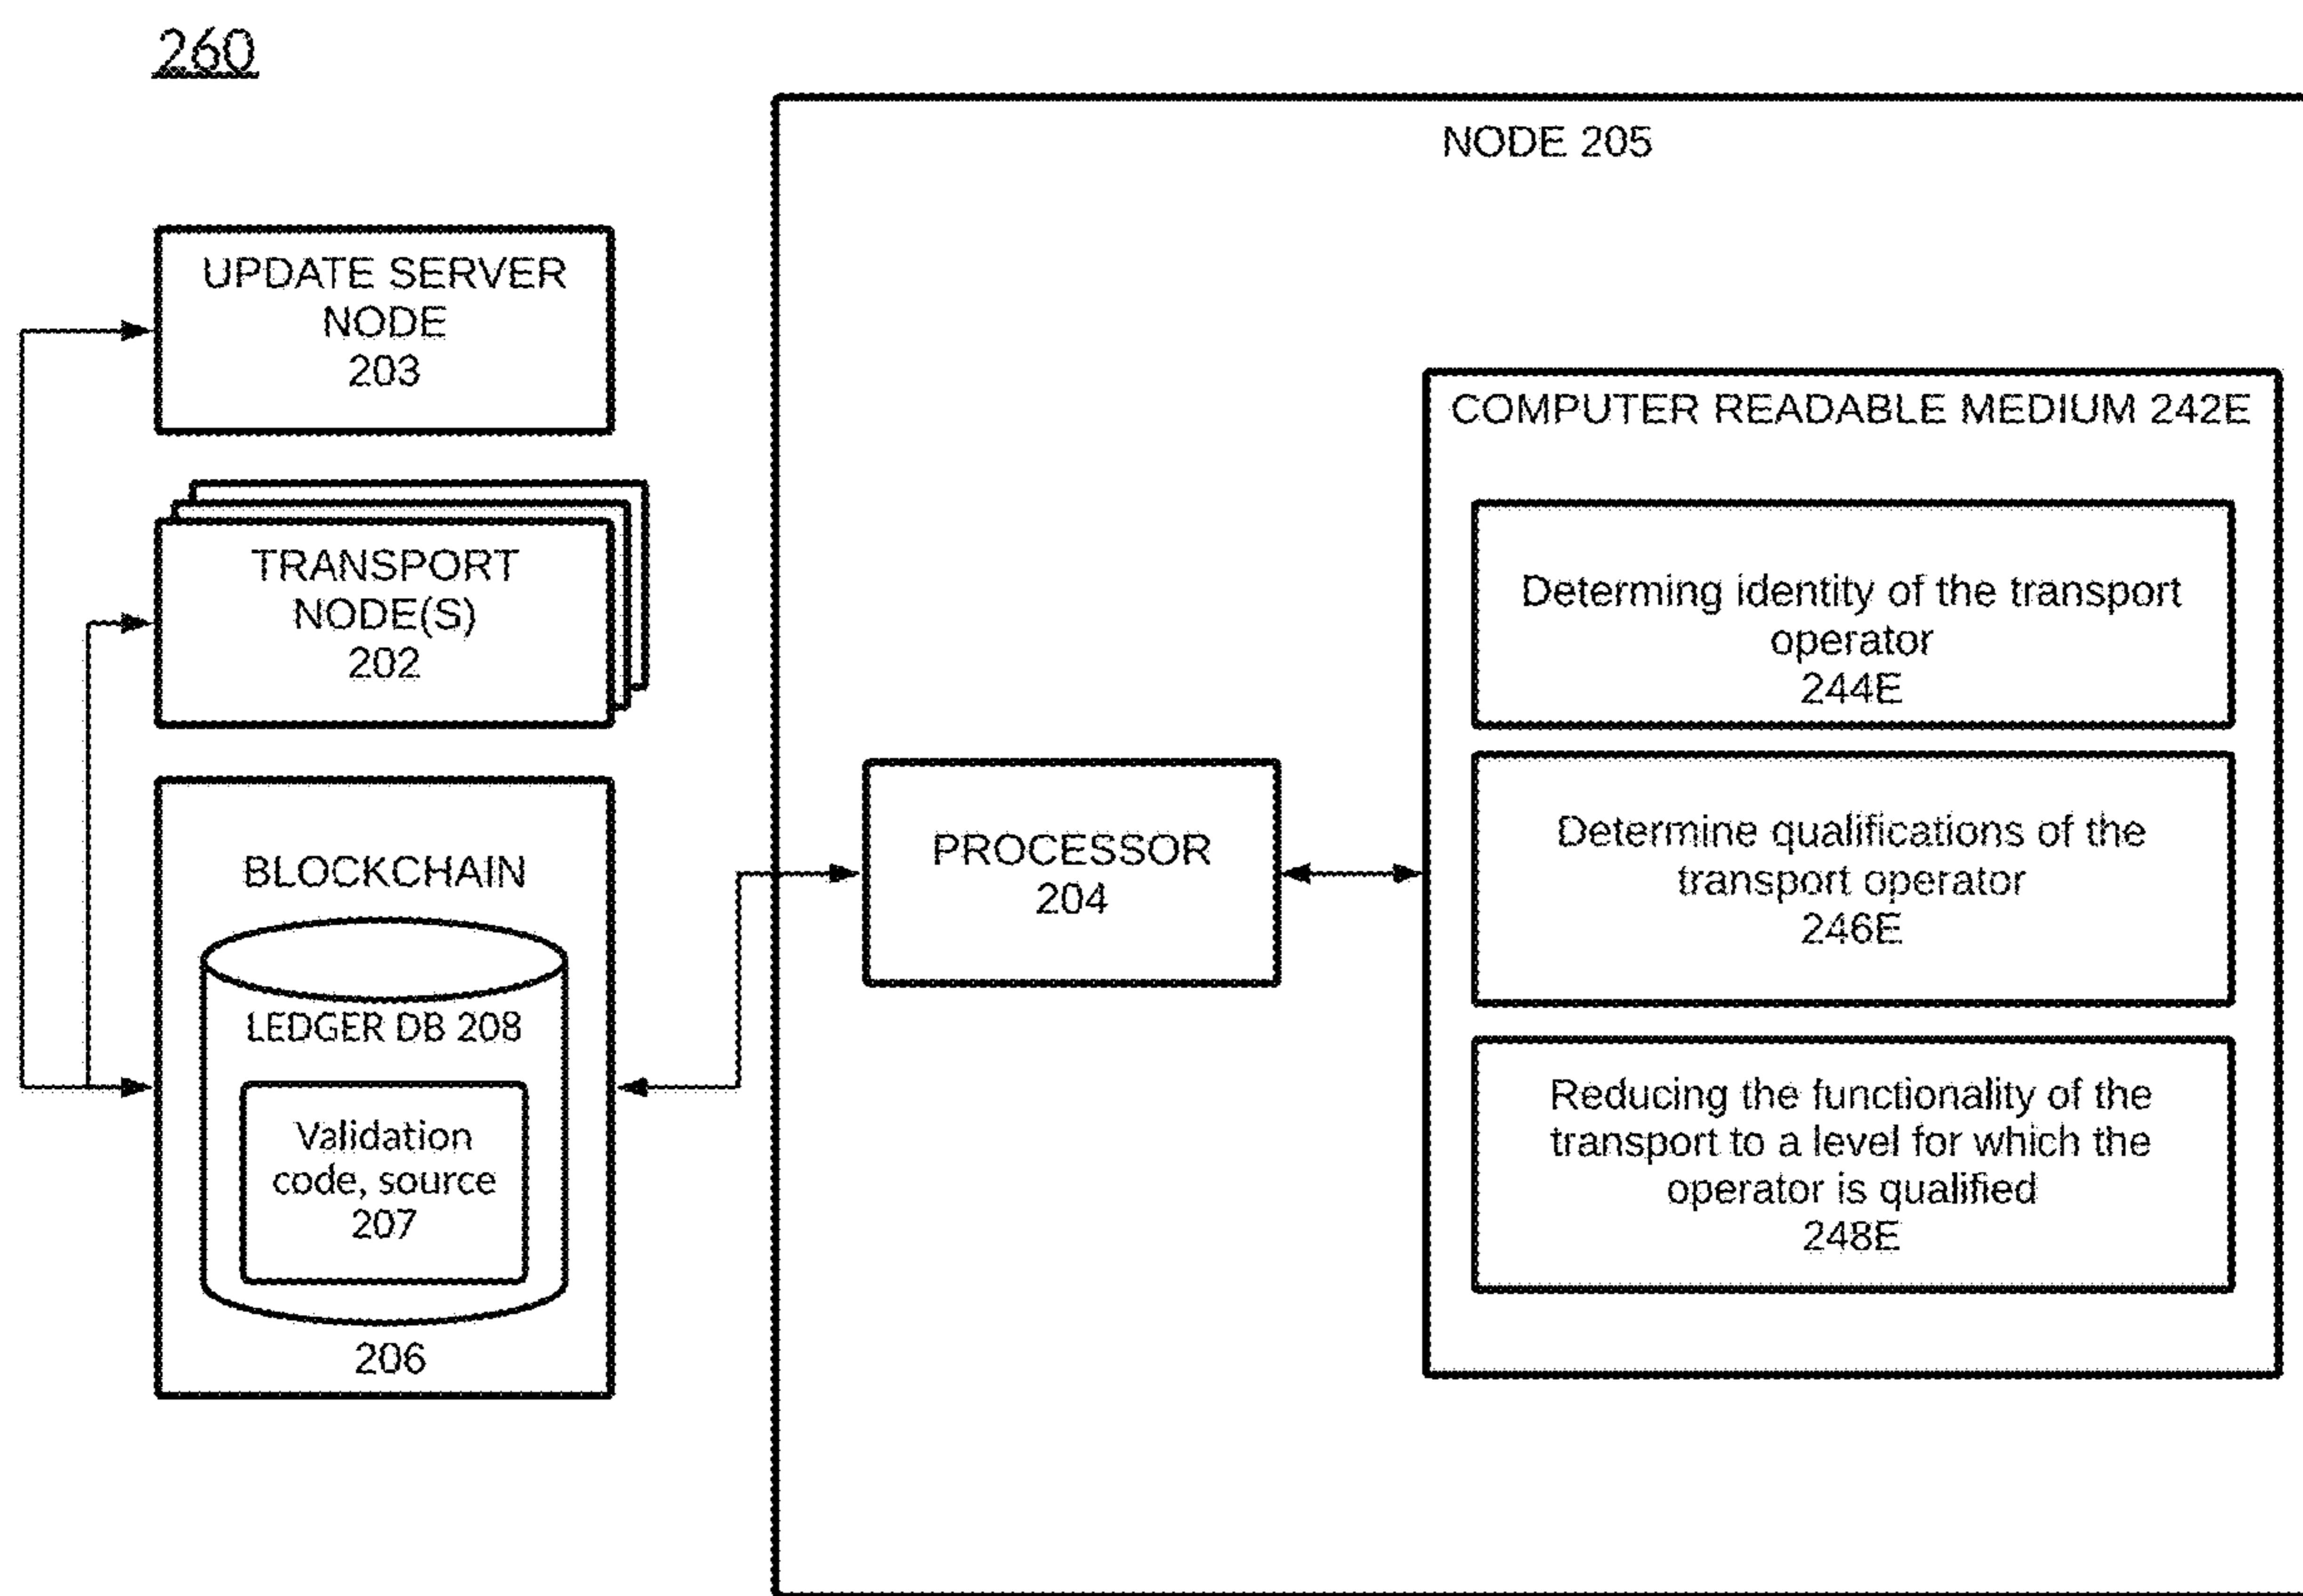 260
NODE 205
UPDATE SERVER
NODE
203
TRANSPORT
NODE(S)
202
BLOCKCHAIN
LEDGER DB 208
Validation
code, source
207
206
PROCESSOR
204
COMPUTER READABLE MEDIUM 242E
Determing identity of the transport
operator
244E
Determine qualifications of the
transport operator
246E
Reducing the functionality of the
transport to a level for which the
operator is qualified
248E